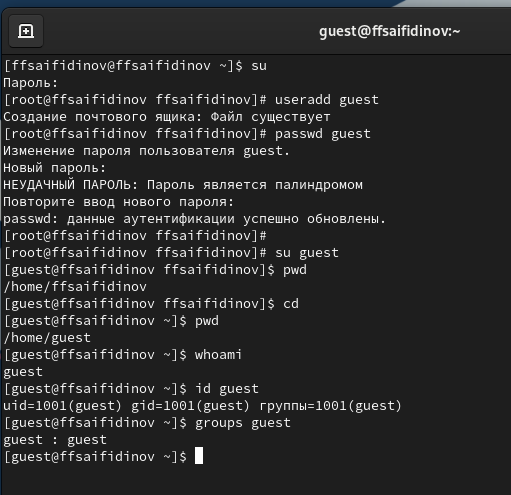 guest@ffsaifidinov:~
[ffsaifidinov@ffsaifidinov ~]$ su
Пароль:
[root@ffsaifidinov ffsaifidinov]# useradd guest
Создание почтового ящика: Файл существует
[root@ffsaifidinov ffsaifidinov]# passwd guest
Изменение пароля пользователя guest.
Новый пароль:
НЕУДАЧНЫЙ ПАРОЛЬ: Пароль является палиндромом
Повторите ввод нового пароля:
passwd: данные аутентификации успешно обновлены.
[root@ffsaifidinov ffsaifidinov]#
[root@ffsaifidinov ffsaifidinov]# su guest
[guest@ffsaifidinov ffsaifidinov]$ pwd
/home/ffsaifidinov
[guest@ffsaifidinov ffsaifidinov]$ cd
[guest@ffsaifidinov ~]$ pwd
/home/guest
[guest@ffsaifidinov ~]$ whoami
guest
[guest@ffsaifidinov ~]$ id guest
uid=1001(guest) gid=1001(guest) группы=1001(guest)
[guest@ffsaifidinov ~]$ groups guest
guest : guest
[guest@ffsaifidinov ~]$